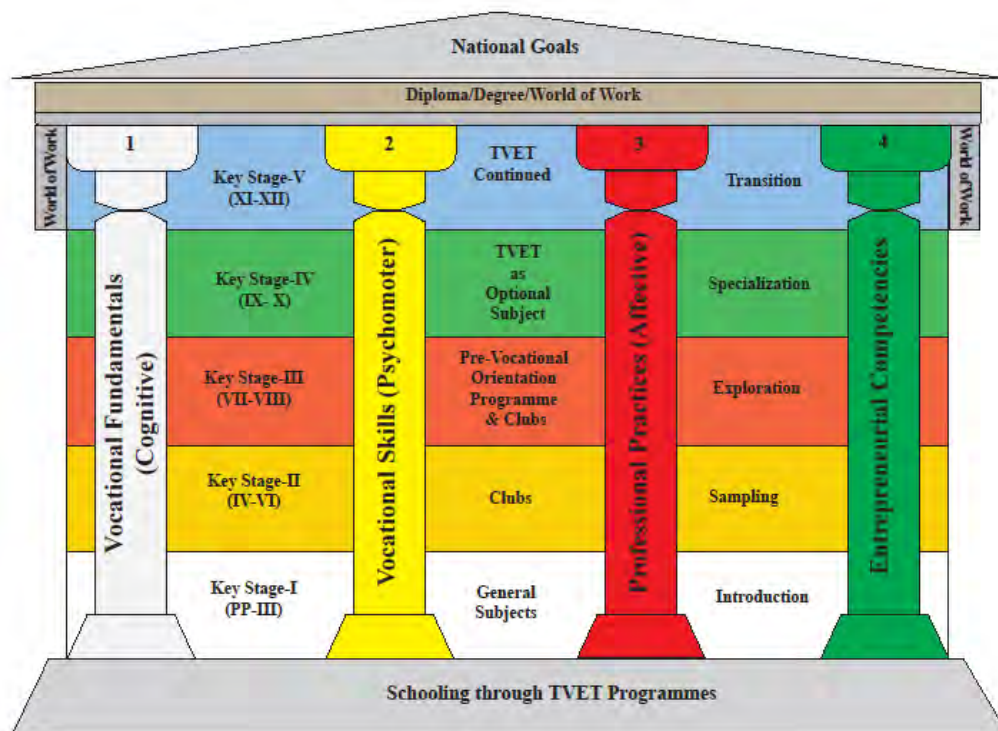 National Goals
Diploma/Degree/World of Work
World of Work
1
2
3
4
World of Work
Key Stage-V
(XI-XII)
TVET
Continued
Transition
Key Stage-IV
(IX- X)
TVET
as
Optional
Subject
Specialization
Key Stage-III
(VII-VIII)
Pre-Vocational
Orientation
Programme
& Clubs
Exploration
Key Stage-II
(IV-VI)
Clubs
Sampling
Key Stage-I
(PP-III)
General
Subjects
Introduction
Vocational Fundamentals
(Cognitive)
Vocational Skills (Psychomoter)
Professional Practices (Affective)
Entrepreneurial Competencies
Schooling through TVET Programmes